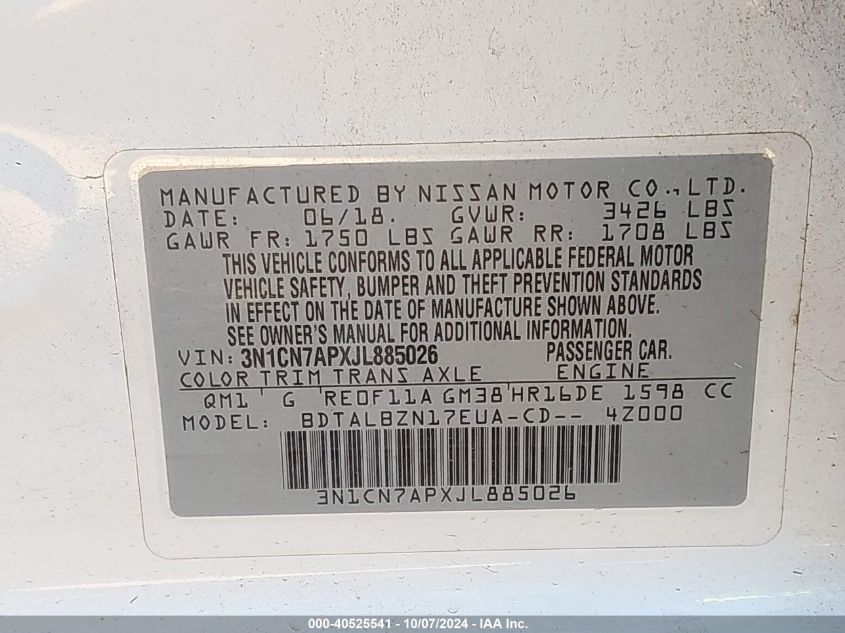 MANUFACTURED BY NISSAN MOTOR CO., LTD.
DATE: 06/18. GVWR: 3426 LBS
GAWR FR: 1750 LBS GAWR RR: 1708 LBS
THIS VEHICLE CONFORMS TO ALL APPLICABLE FEDERAL MOTOR
VEHICLE SAFETY, BUMPER AND THEFT PREVENTION STANDARDS
IN EFFECT ON THE DATE OF MANUFACTURE SHOWN ABOVE.
SEE OWNER'S MANUAL FOR ADDITIONAL INFORMATION.
VIN: 3N1CN7APXJL885026 PASSENGER CAR.
COLOR TRIM TRANS AXLE ENGINE
QM1 G RE0F11A GM38 HR16DE 1598 CC
MODEL: BDTALBZN17EUA-CD-- 4Z000
3N1CN7APXJL885026
000-40525541 - 10/07/2024 - IAA Inc.